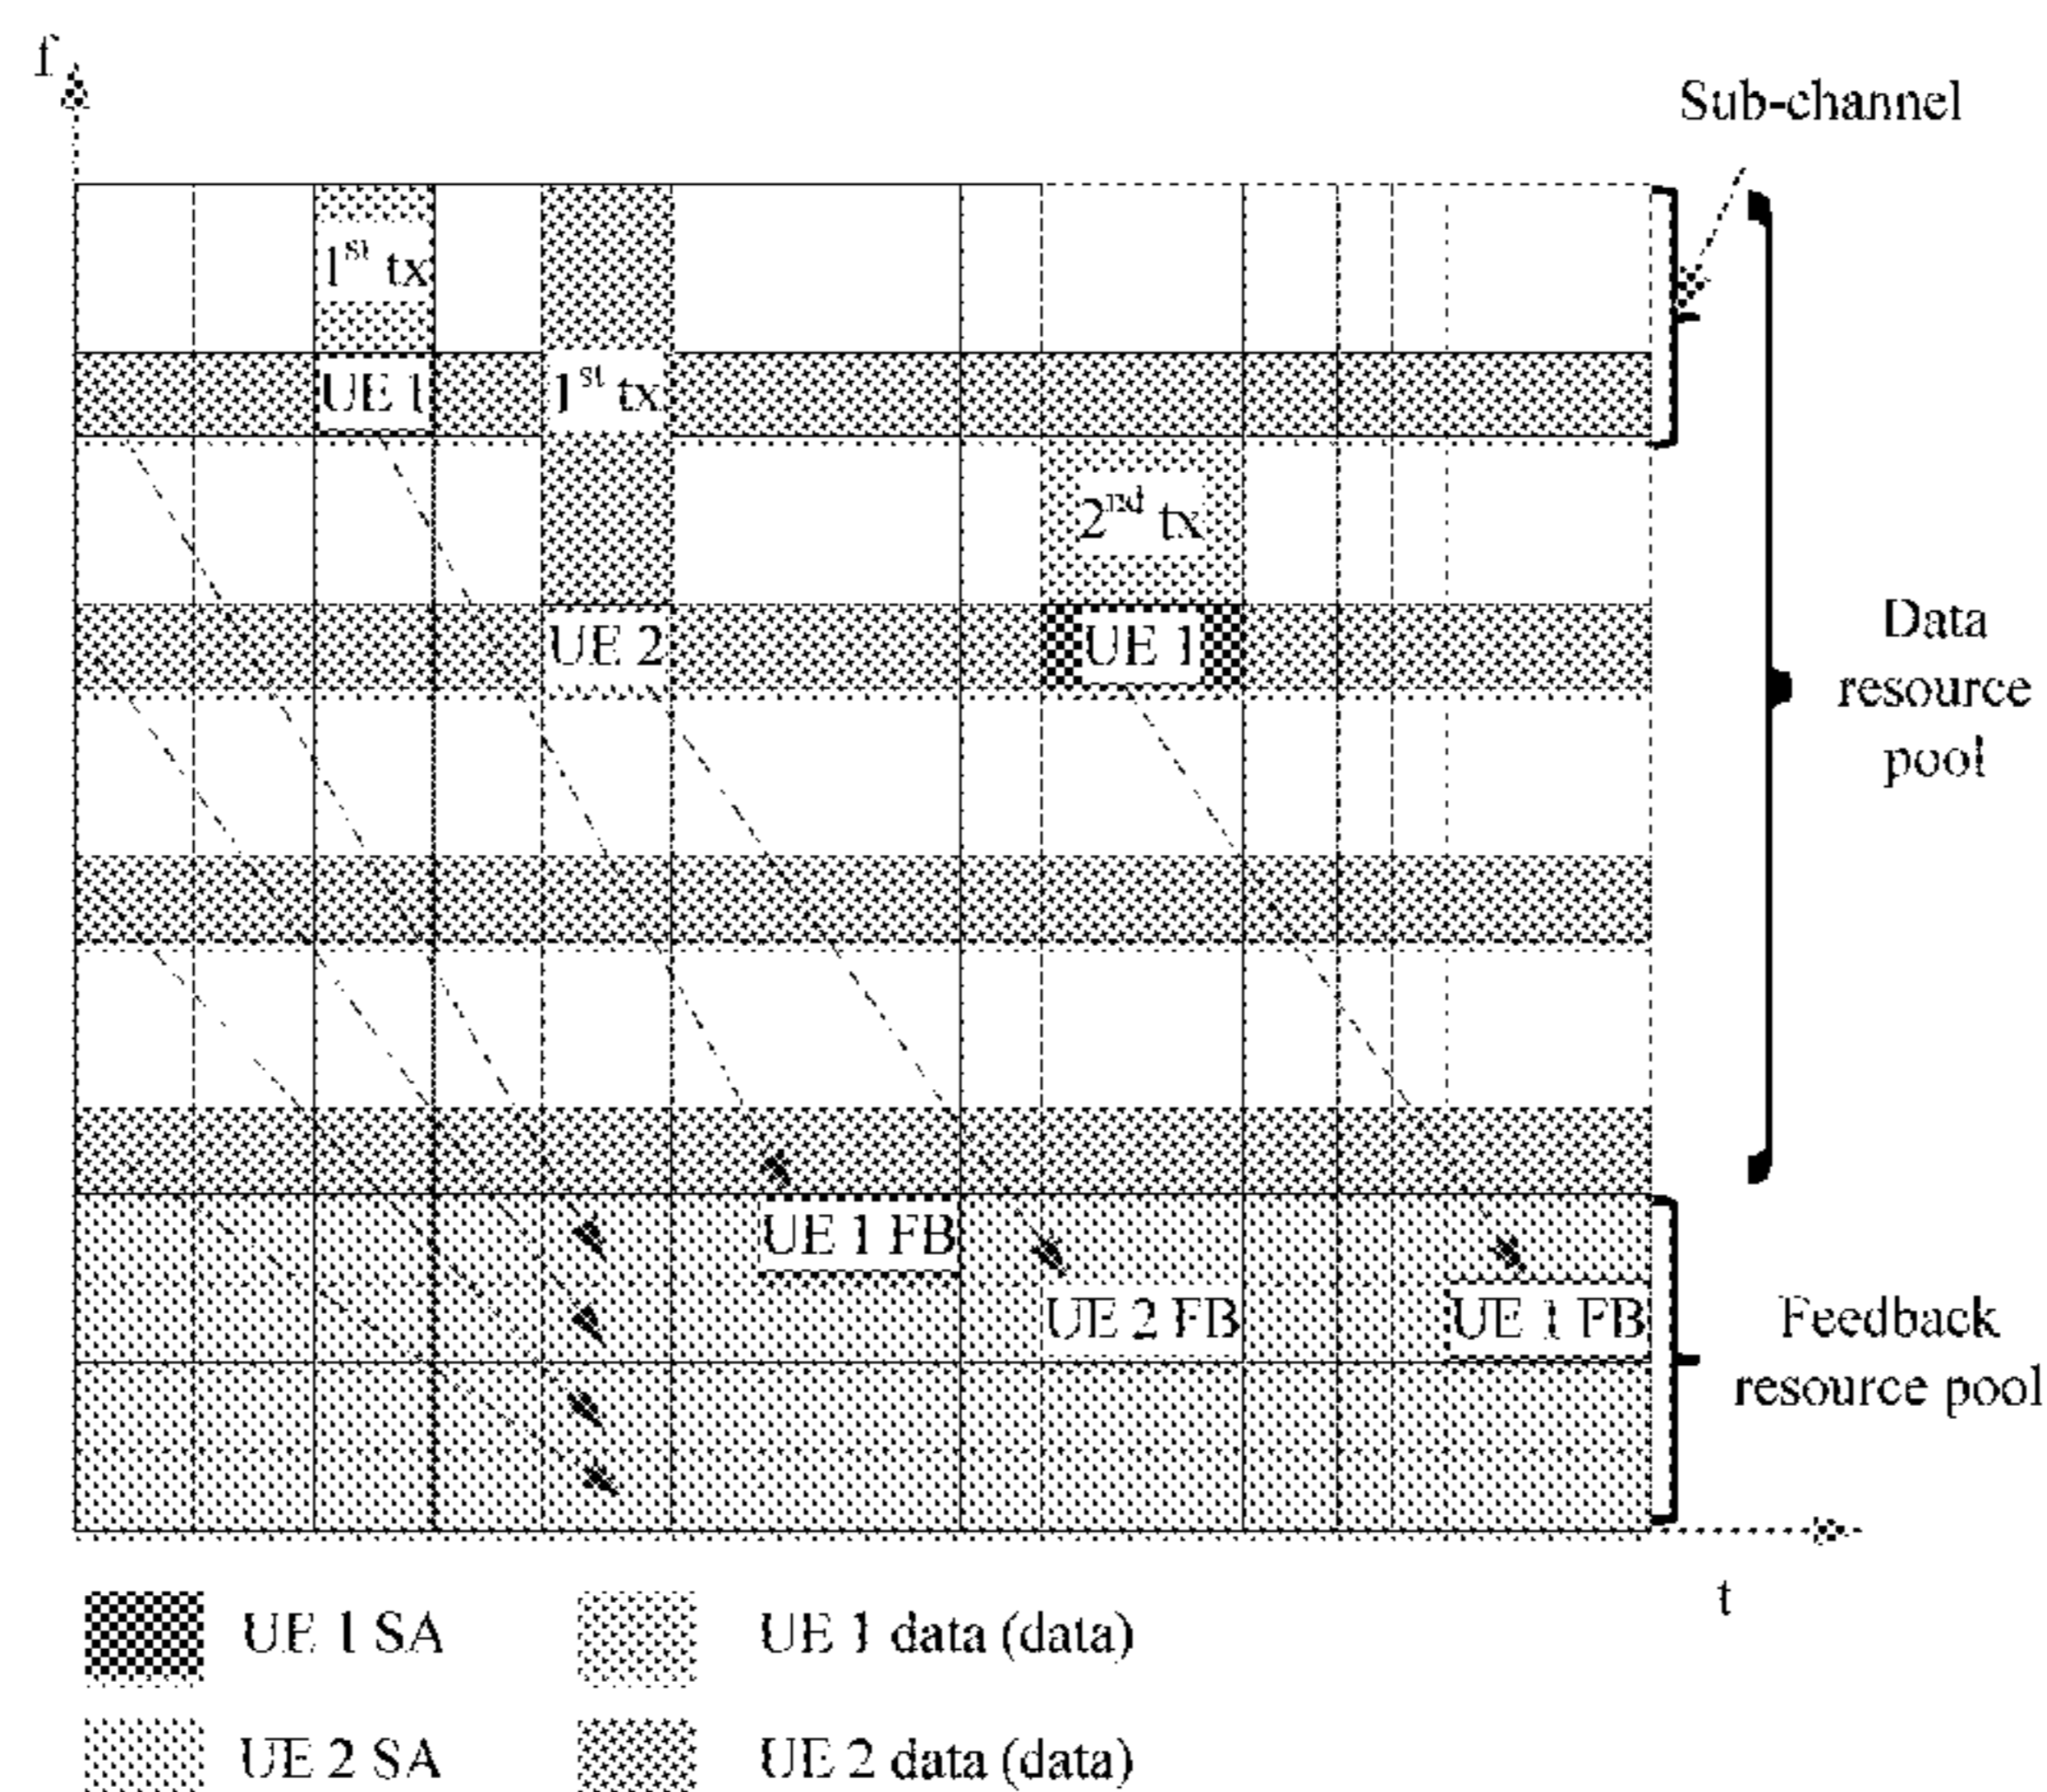 f
Sub-channel
1st tx
UE 1
1st tx
2nd tx
UE 2
UE 1
Data
resource
pool
UE 1 FB
UE 2 FB
UE 1 FB
Feedback
resource pool
t
UE 1 SA
UE 1 data (data)
UE 2 SA
UE 2 data (data)